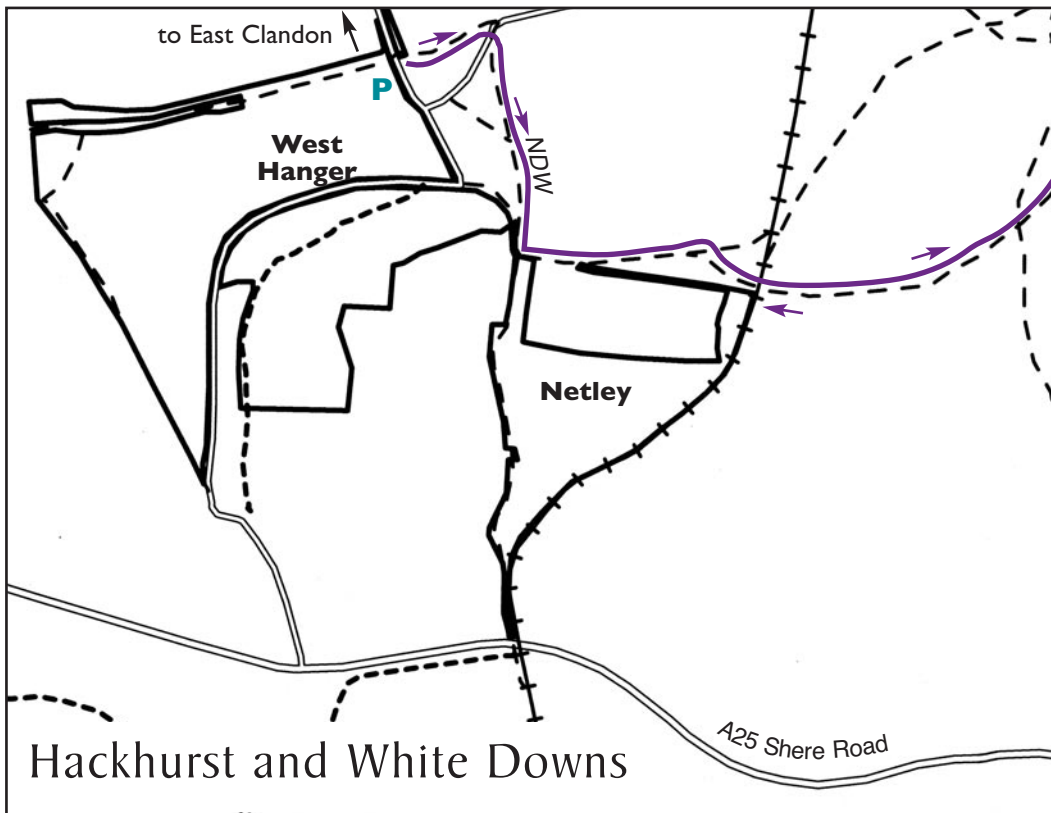 to East Clandon
P
West
Hanger
NDW
Netley
A25 Shere Road
Hackhurst and White Downs